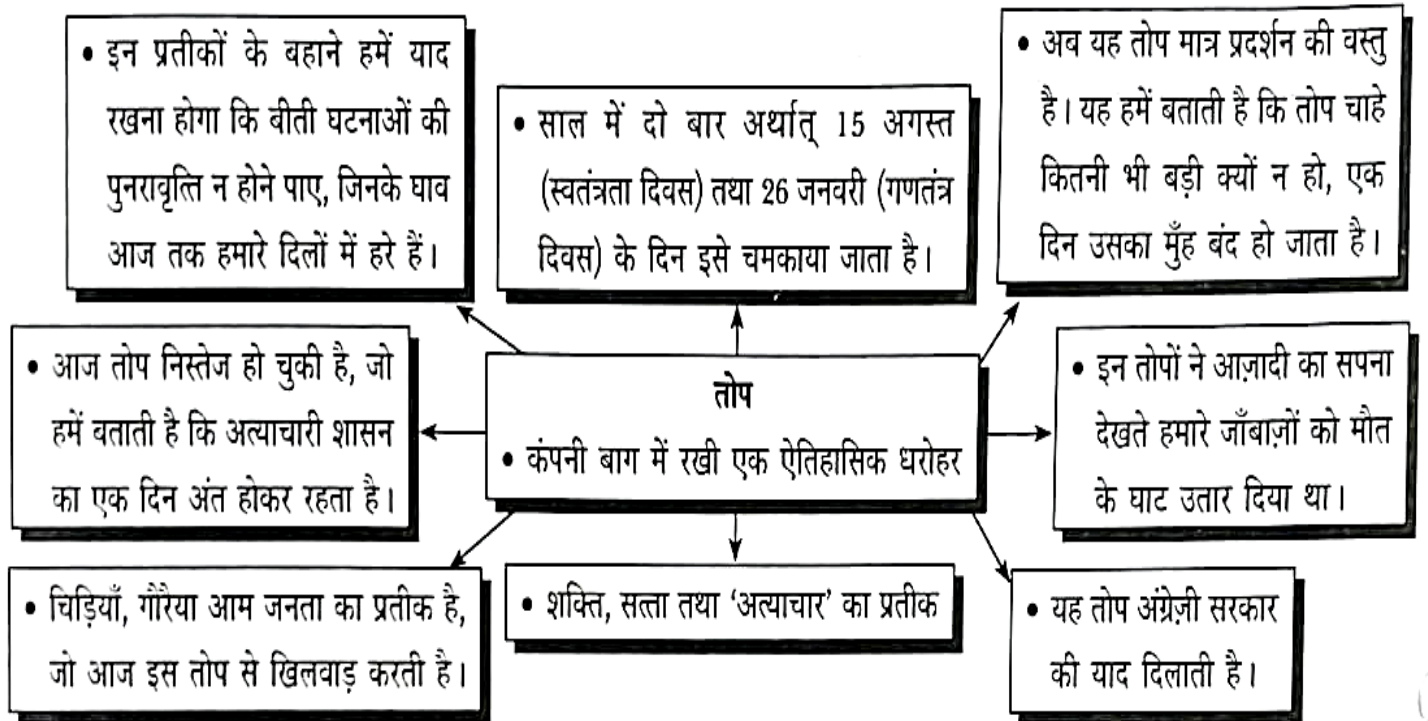 • इन प्रतीकों के बहाने हमें याद
रखना होगा कि बीती घटनाओं की
पुनरावृत्ति न होने पाए, जिनके घाव
आज तक हमारे दिलों में हरे हैं।
• साल में दो बार अर्थात् 15 अगस्त
(स्वतंत्रता दिवस) तथा 26 जनवरी (गणतंत्र
दिवस) के दिन इसे चमकाया जाता है।
• अब यह तोप मात्र प्रदर्शन की वस्तु
है। यह हमें बताती है कि तोप चाहे
कितनी भी बड़ी क्यों न हो, एक
दिन उसका मुँह बंद हो जाता है।
• आज तोप निस्तेज हो चुकी है, जो
हमें वताती है कि अत्याचारी शासन
का एक दिन अंत होकर रहता है।
तोप
• कंपनी बाग में रखी एक ऐतिहासिक धरोहर
• इन तोपों ने आज़ादी का सपना
देखते हमारे जाँबाज़ों को मौत
के घाट उतार दिया था।
• चिड़ियाँ, गौरैया आम जनता का प्रतीक है,
जो आज इस तोप से खिलवाड़ करती है।
• शक्ति, सत्ता तथा ‘अत्याचार’ का प्रतीक
• यह तोप अंग्रेज़ी सरकार
की याद दिलाती है।